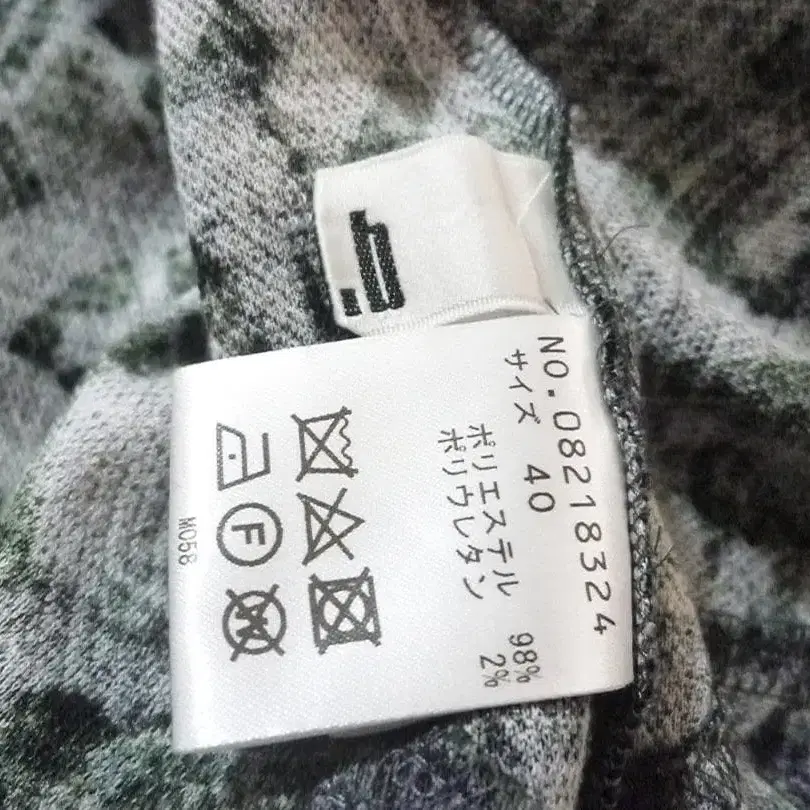 NO.08218324
サイズ 40
ポリエステル 98%
ポリウレタン 2%
F
W
M058